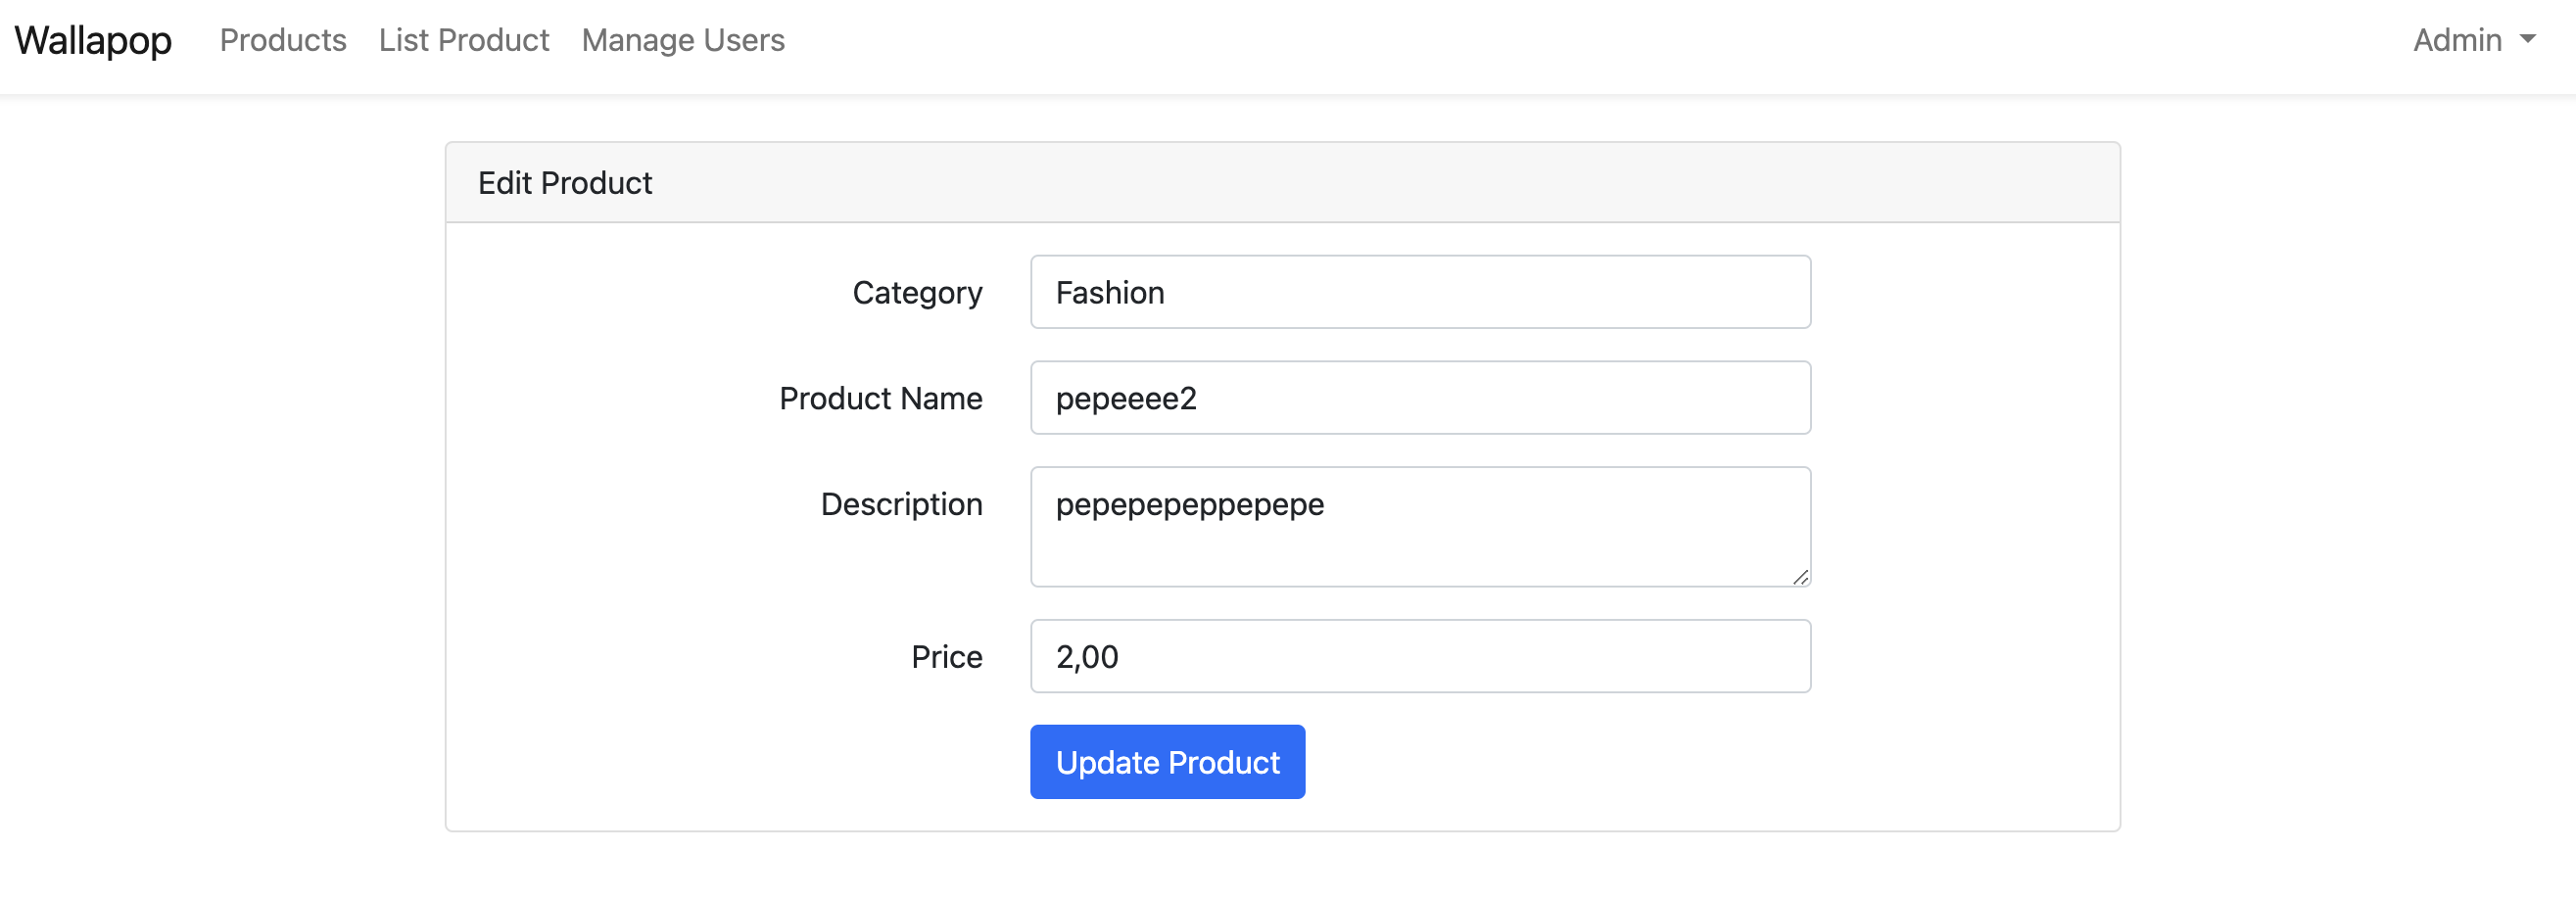 Wallapop Products List Product Manage Users Admin
Edit Product
Category Fashion
Product Name pepeeee2
Description pepepepeppepepe
Price 2,00
Update Product